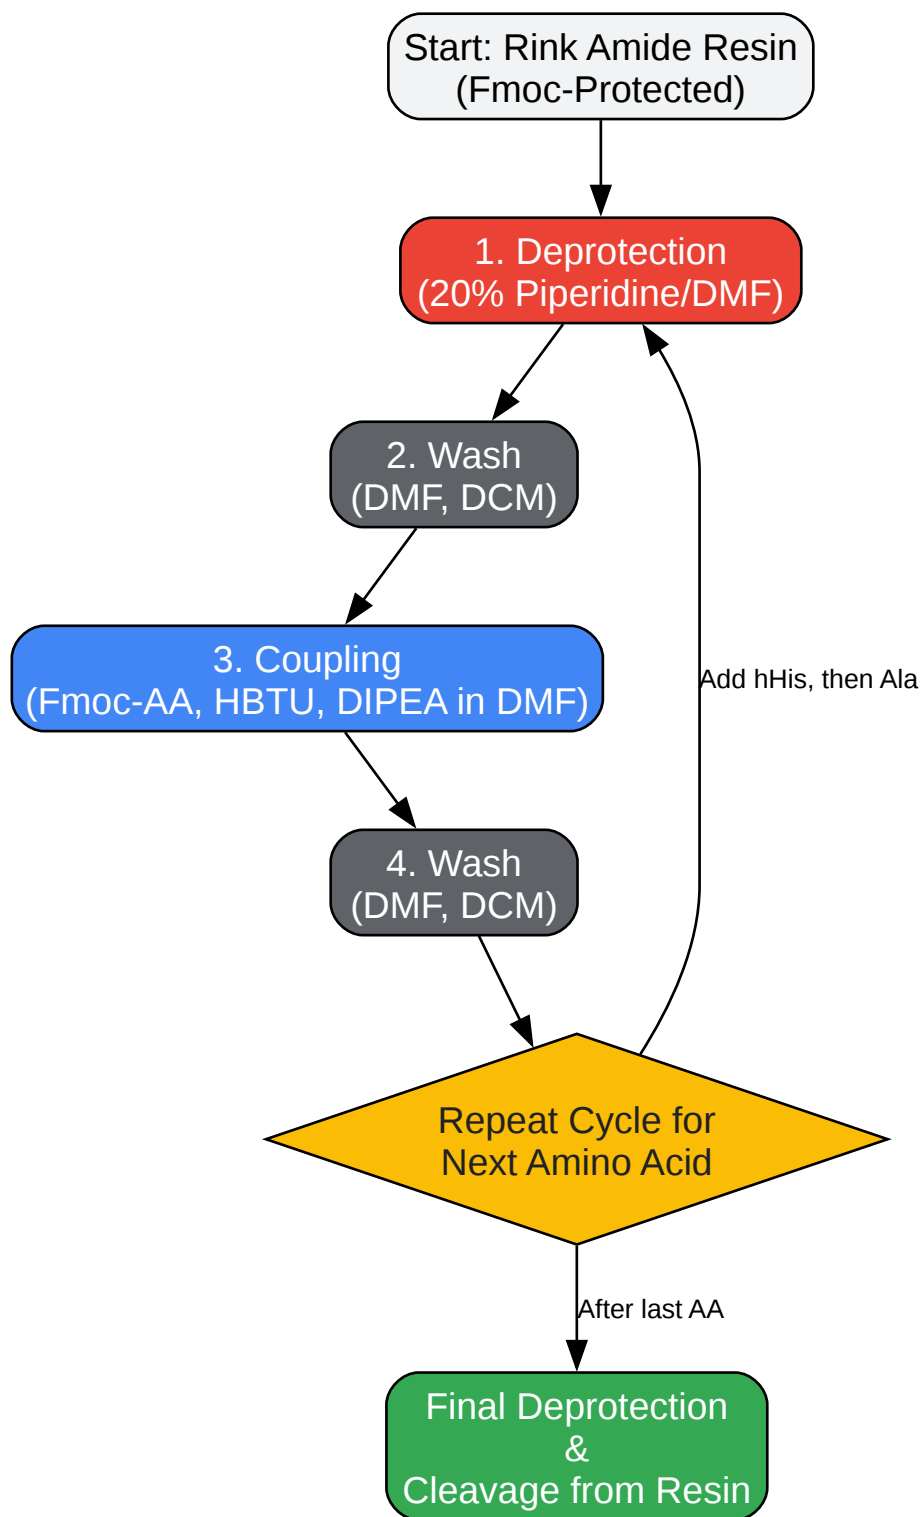 Start: Rink Amide Resin
(Fmoc-Protected)
1. Deprotection
(20% Piperidine/DMF)
2. Wash
(DMF, DCM)
3. Coupling
(Fmoc-AA, HBTU, DIPEA in DMF)
Add hHis, then Ala
4. Wash
(DMF, DCM)
Repeat Cycle for
Next Amino Acid
After last AA
Final Deprotection
&
Cleavage from Resin